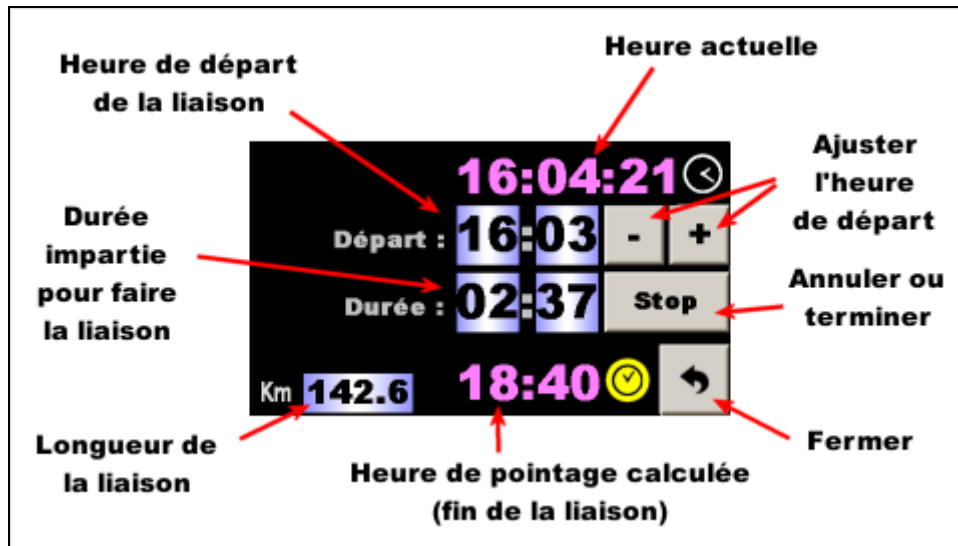 Heure actuelle
Heure de départ
de la liaison
Ajuster
l'heure
de départ
16:04:21
Durée
impartie
pour faire
la liaison
Départ : 16:03 - +
Durée : 02:37 Stop
Annuler ou
terminer
Km 142.6 18:40
Fermer
Longueur de
la liaison
Heure de pointage calculée
(fin de la liaison)